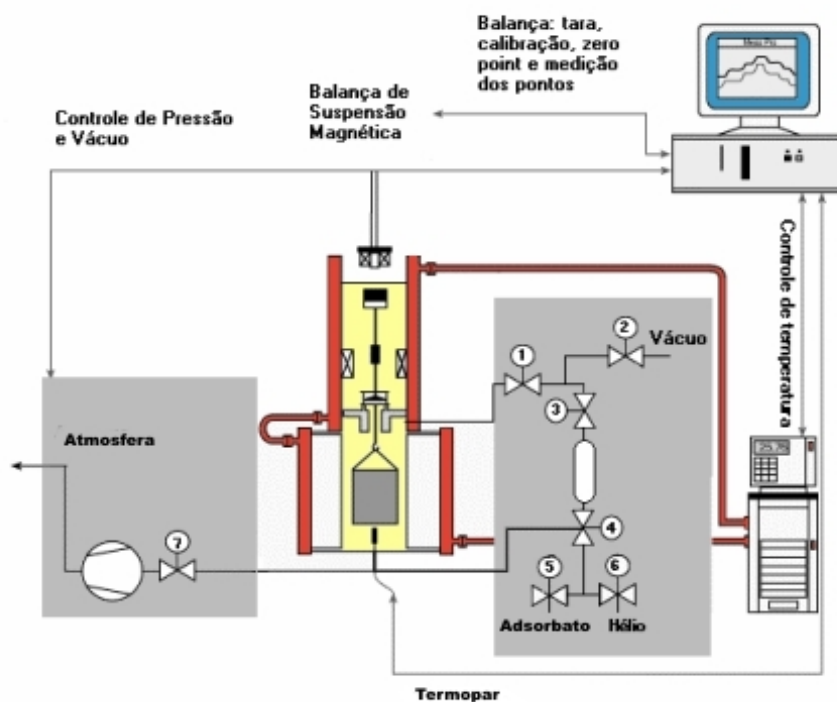 Balança: tara,
calibração, zero
point e medição
dos pontos
Balança de
Suspensão
Magnética
Controle de Pressão
e Vácuo
Controle de temperatura
2
Vácuo
1
3
Atmosfera
7
4
5
6
Adsorbato
Hélio
Termopar